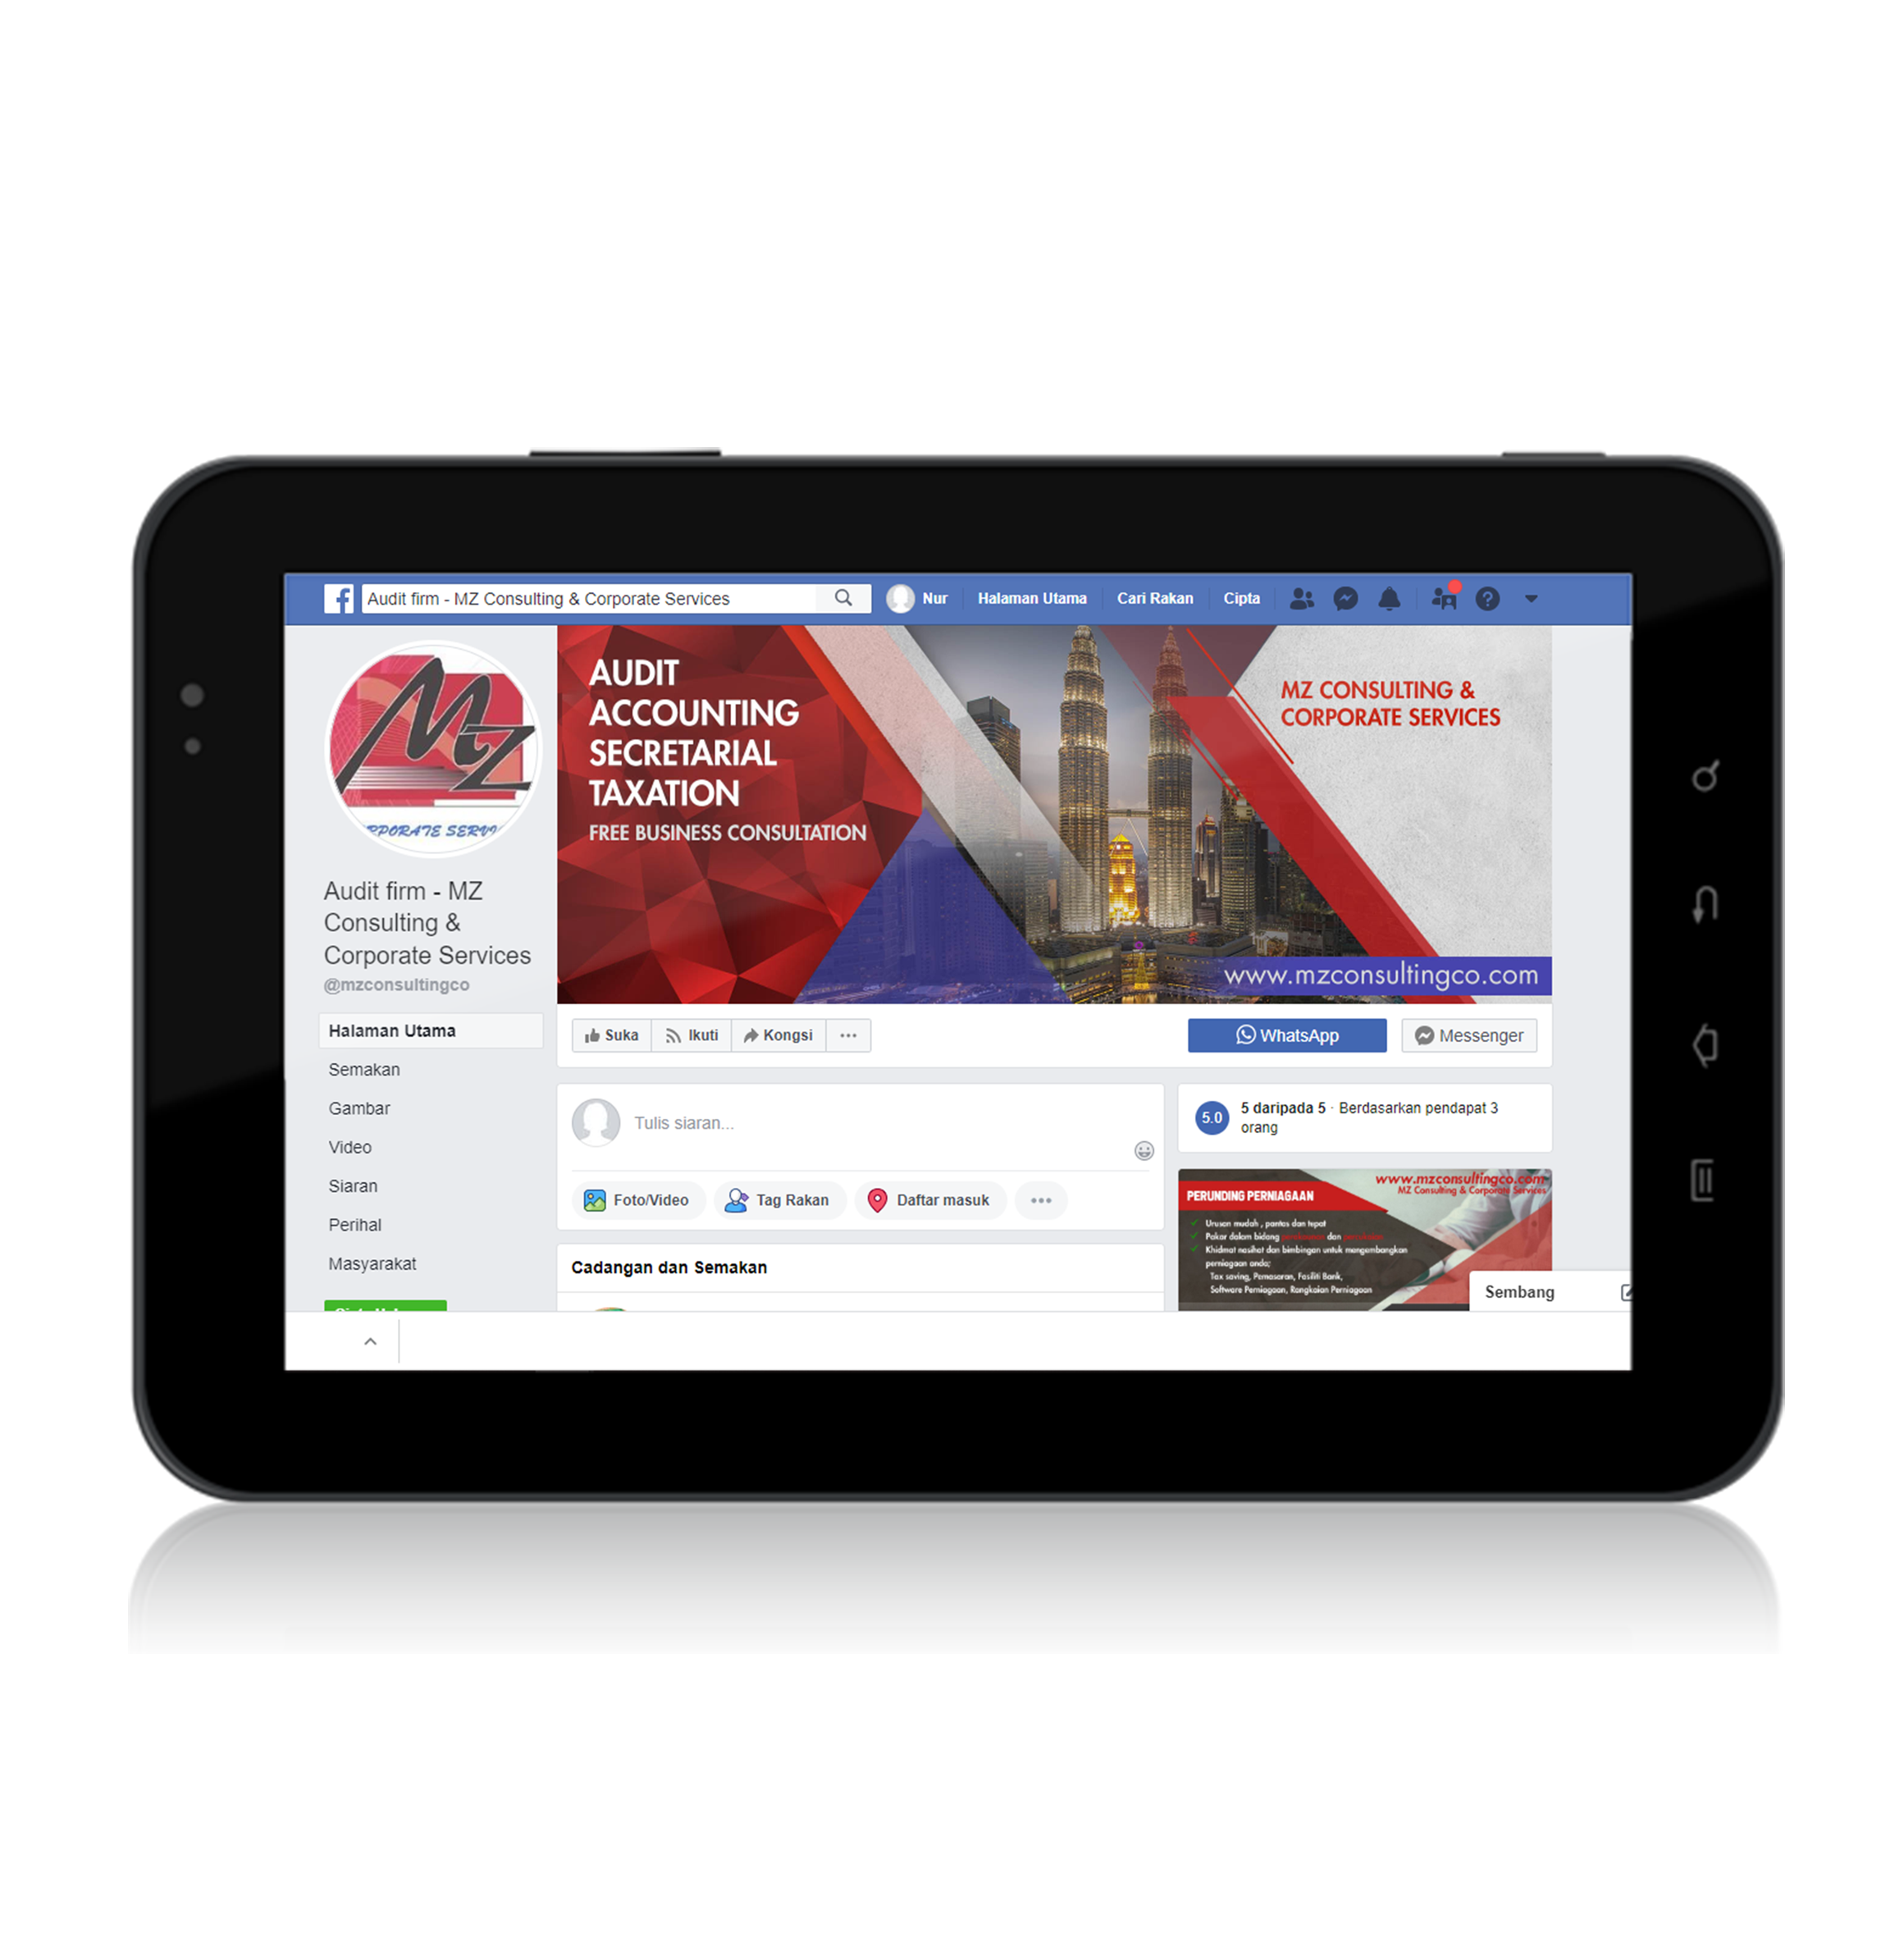 Audit firm - MZ Consulting & Corporate Services
Nur
Halaman Utama
Cari Rakan
Cipta
MZ
RPORATE SERVI
Audit firm - MZ
Consulting &
Corporate Services
@mzconsultingco
Halaman Utama
Semakan
Gambar
Video
Siaran
Perihal
Masyarakat
AUDIT
ACCOUNTING
SECRETARIAL
TAXATION
FREE BUSINESS CONSULTATION
MZ CONSULTING &
CORPORATE SERVICES
www.mzconsultingco.com
Suka
Ikuti
Kongsi
WhatsApp
Messenger
Tulis siaran...
Foto/Video
Tag Rakan
Daftar masuk
Cadangan dan Semakan
5.0
5 daripada 5 · Berdasarkan pendapat 3
orang
www.mzconsultingco.com
MZ Consulting & Corporate Services
PERUNDING PERNIAGAAN
Urusan mudah , pantas dan tepat
Pakar dalam bidang dan
Khidmat nasihat dan bimbingan untuk mengembangkan
perniagaan anda;
Tax saving, Pemasaran, Fasiliti Bank,
Software Perniagaan, Rangkaian Perniagaan
Sembang